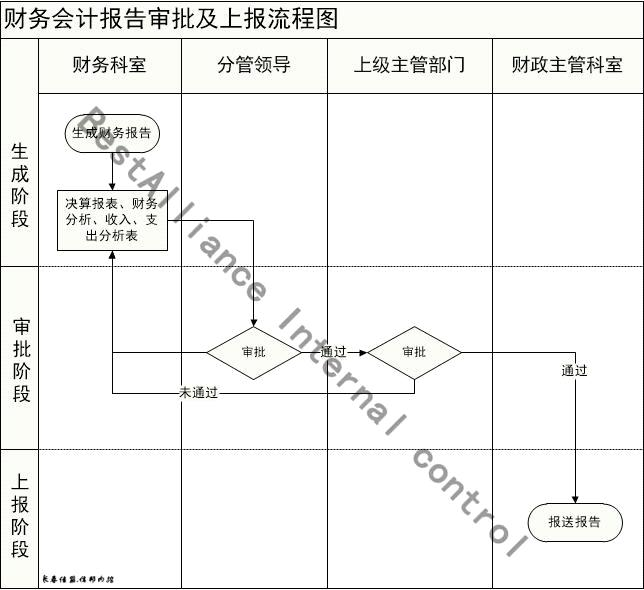 财务会计报告审批及上报流程图
财务科室
分管领导
上级主管部门
财政主管科室
生成阶段
生成财务报告
决算报表、财务
分析、收入、支
出分析表
审批阶段
审批
通过
审批
通过
未通过
上报阶段
报送报告
BestAlliance Internal control